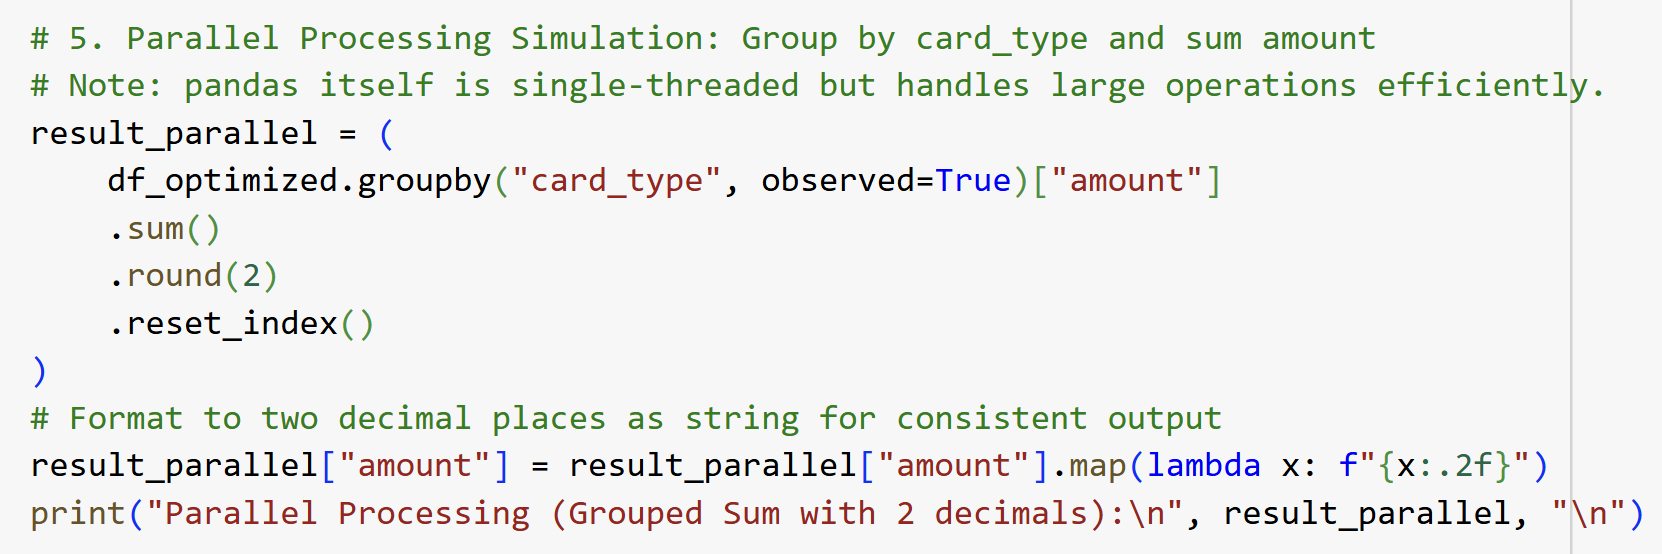 # 5. Parallel Processing Simulation: Group by card_type and sum amount
# Note: pandas itself is single-threaded but handles large operations efficiently.
result_parallel = (
    df_optimized.groupby("card_type", observed=True)["amount"]
    .sum()
    .round(2)
    .reset_index()
)
# Format to two decimal places as string for consistent output
result_parallel["amount"] = result_parallel["amount"].map(lambda x: f"{x:.2f}")
print("Parallel Processing (Grouped Sum with 2 decimals):\n", result_parallel, "\n")